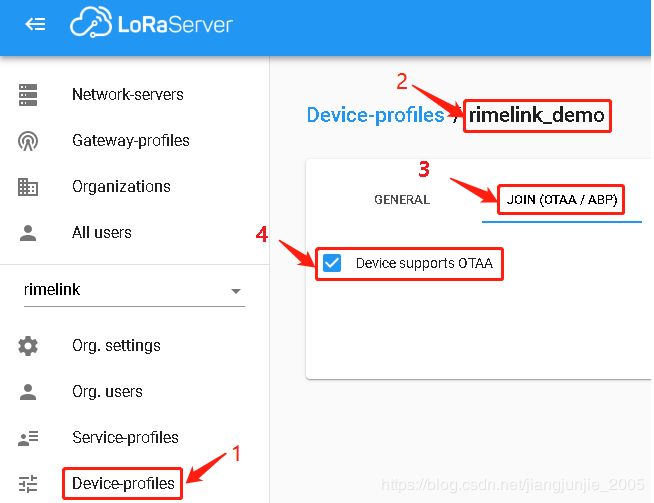 LoRaServer
Network-servers
Gateway-profiles
Organizations
All users
rimelink
Org. settings
Org. users
Service-profiles
Device-profiles
1
2
Device-profiles / rimelink_demo
3
GENERAL
JOIN (OTAA / ABP)
4
Device supports OTAA
https://blog.csdn.net/jiangjunjie_2005